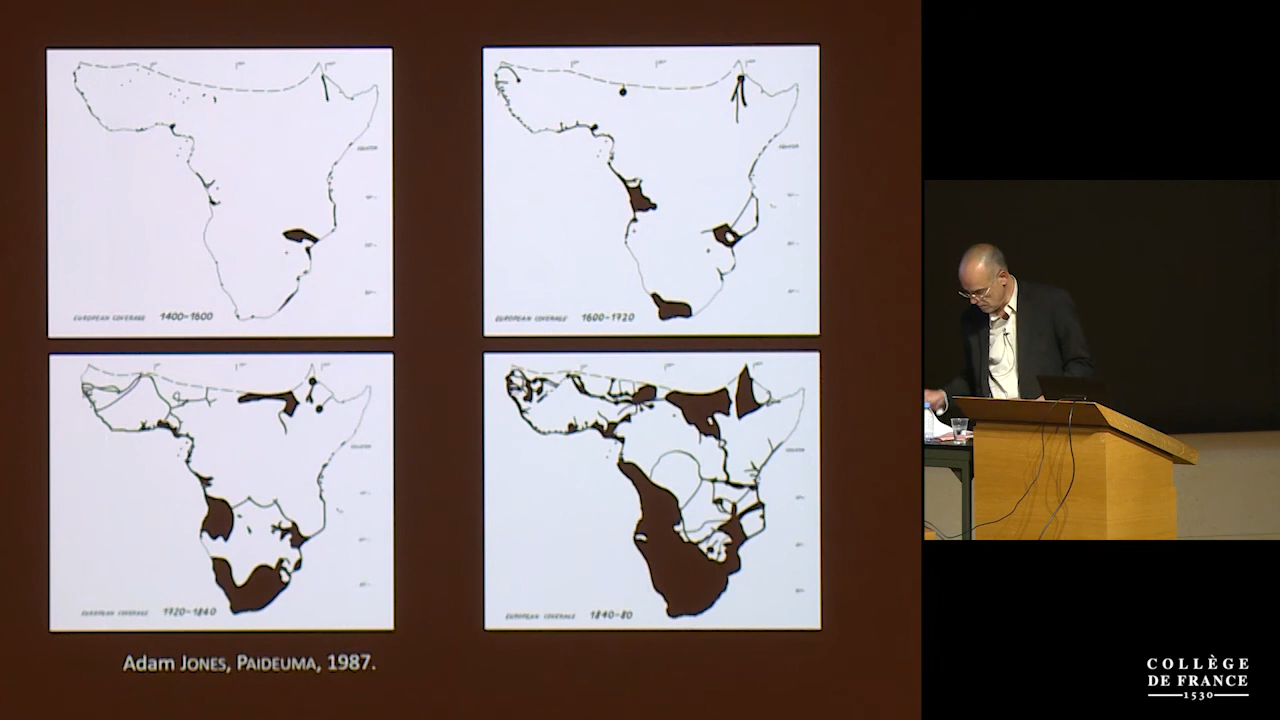 EUROPEAN COVERAGE 1400-1600
EQUATOR
EUROPEAN COVERAGE 1600-1720
EUROPEAN COVERAGE 1720-1840
EUROPEAN COVERAGE 1840-80
Adam JONES, PAIDEUMA, 1987.
COLLÈGE
DE FRANCE
1530